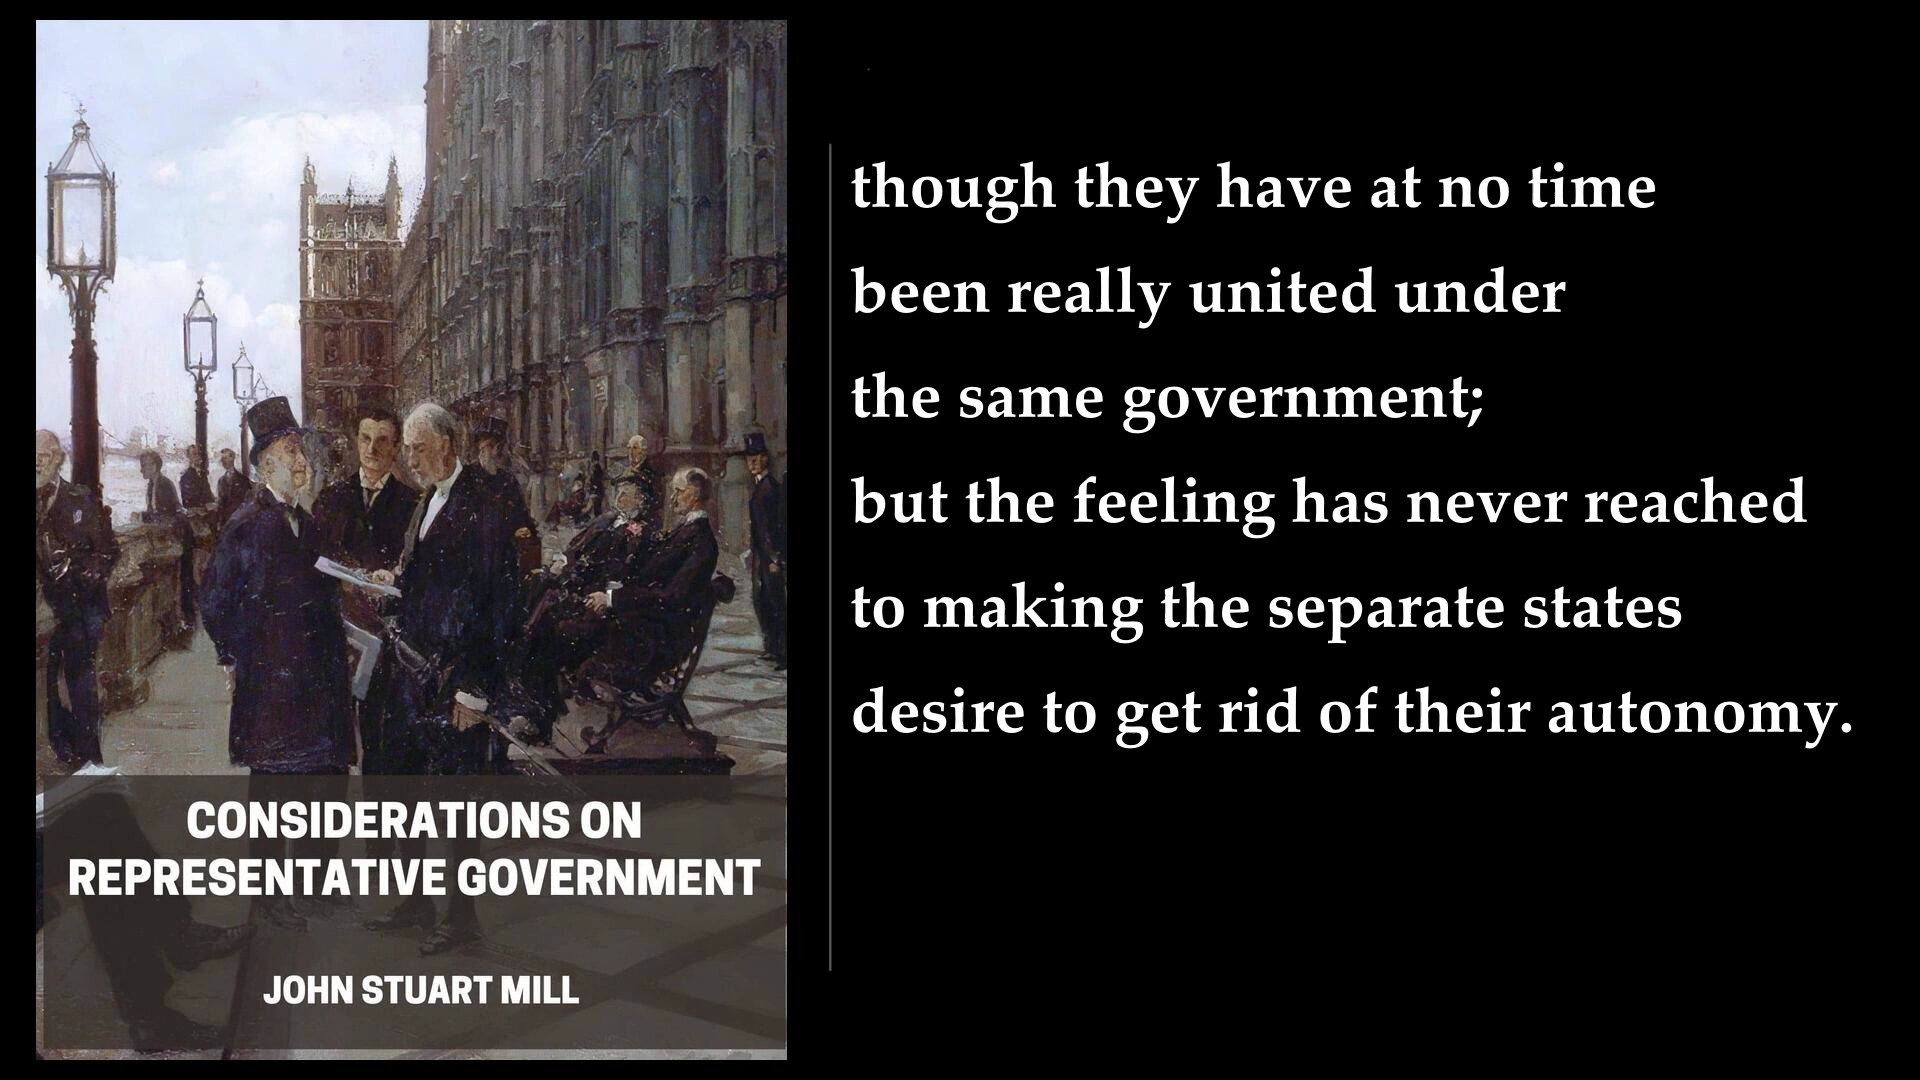 CONSIDERATIONS ON
REPRESENTATIVE GOVERNMENT
JOHN STUART MILL
though they have at no time
been really united under
the same government;
but the feeling has never reached
to making the separate states
desire to get rid of their autonomy.